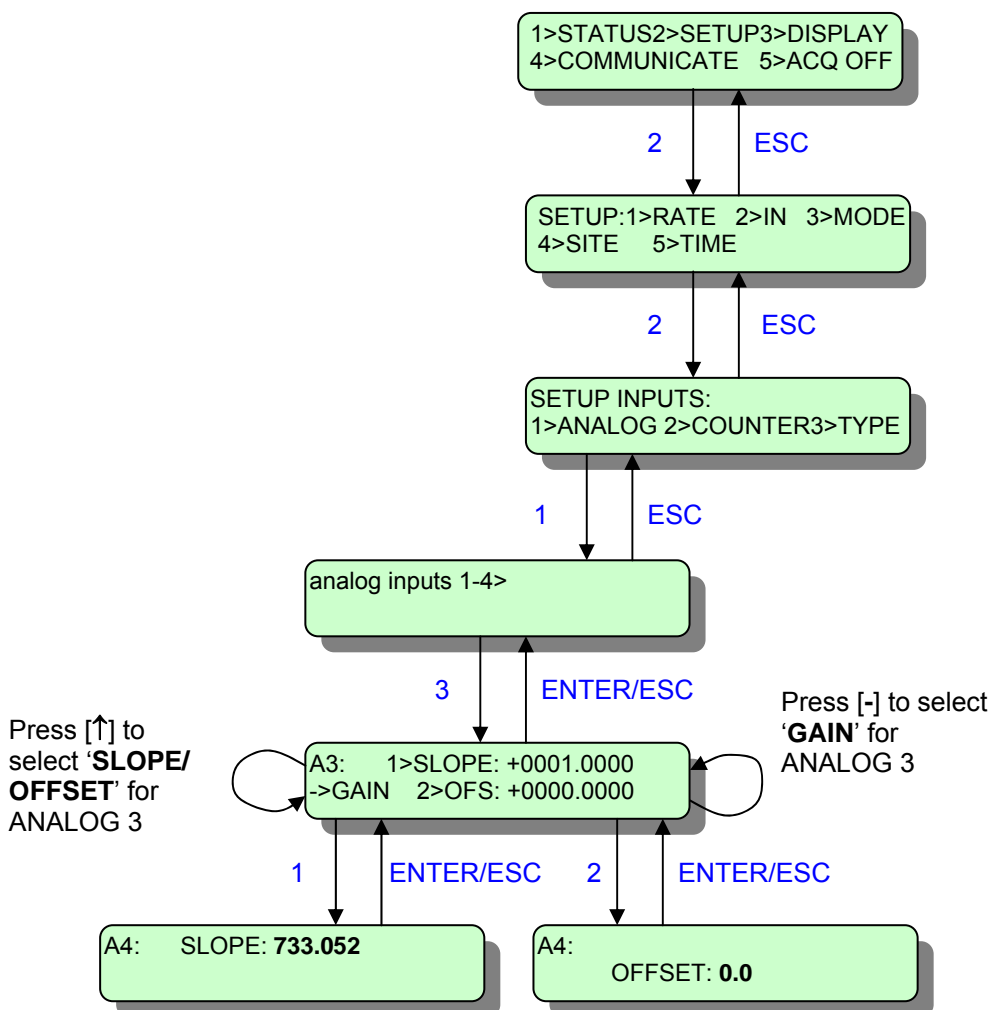 1>STATUS2>SETUP3>DISPLAY
4>COMMUNICATE 5>ACQ OFF
2
ESC
SETUP:1>RATE 2>IN 3>MODE
4>SITE 5>TIME
2
ESC
SETUP INPUTS:
1>ANALOG 2>COUNTER3>TYPE
1
ESC
analog inputs 1-4>
3
ENTER/ESC
Press [↑] to
select ‘SLOPE/
OFFSET’ for
ANALOG 3
A3: 1>SLOPE: +0001.0000
->GAIN 2>OFS: +0000.0000
Press [-] to select
‘GAIN’ for
ANALOG 3
1
ENTER/ESC
2
ENTER/ESC
A4: SLOPE: 733.052
A4:
OFFSET: 0.0